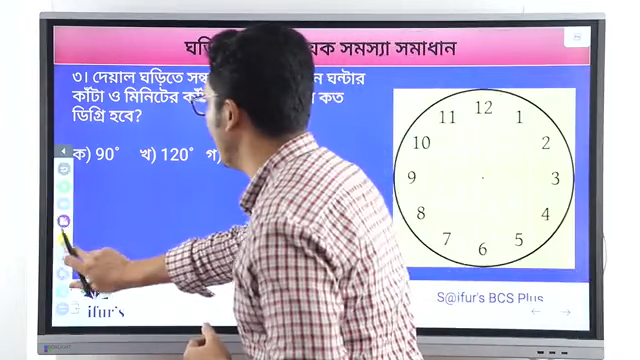 সমস্যা সমাধান
৩। দেয়াল ঘড়িতে ঘন্টার
কাঁটা ও মিনিটের কত
ডিগ্রি হবে?
ক) 90° খ) 120° গ)
12
11 1
10 2
9 3
8 4
7 5
6
S@ifur's BCS Plus
ifur's